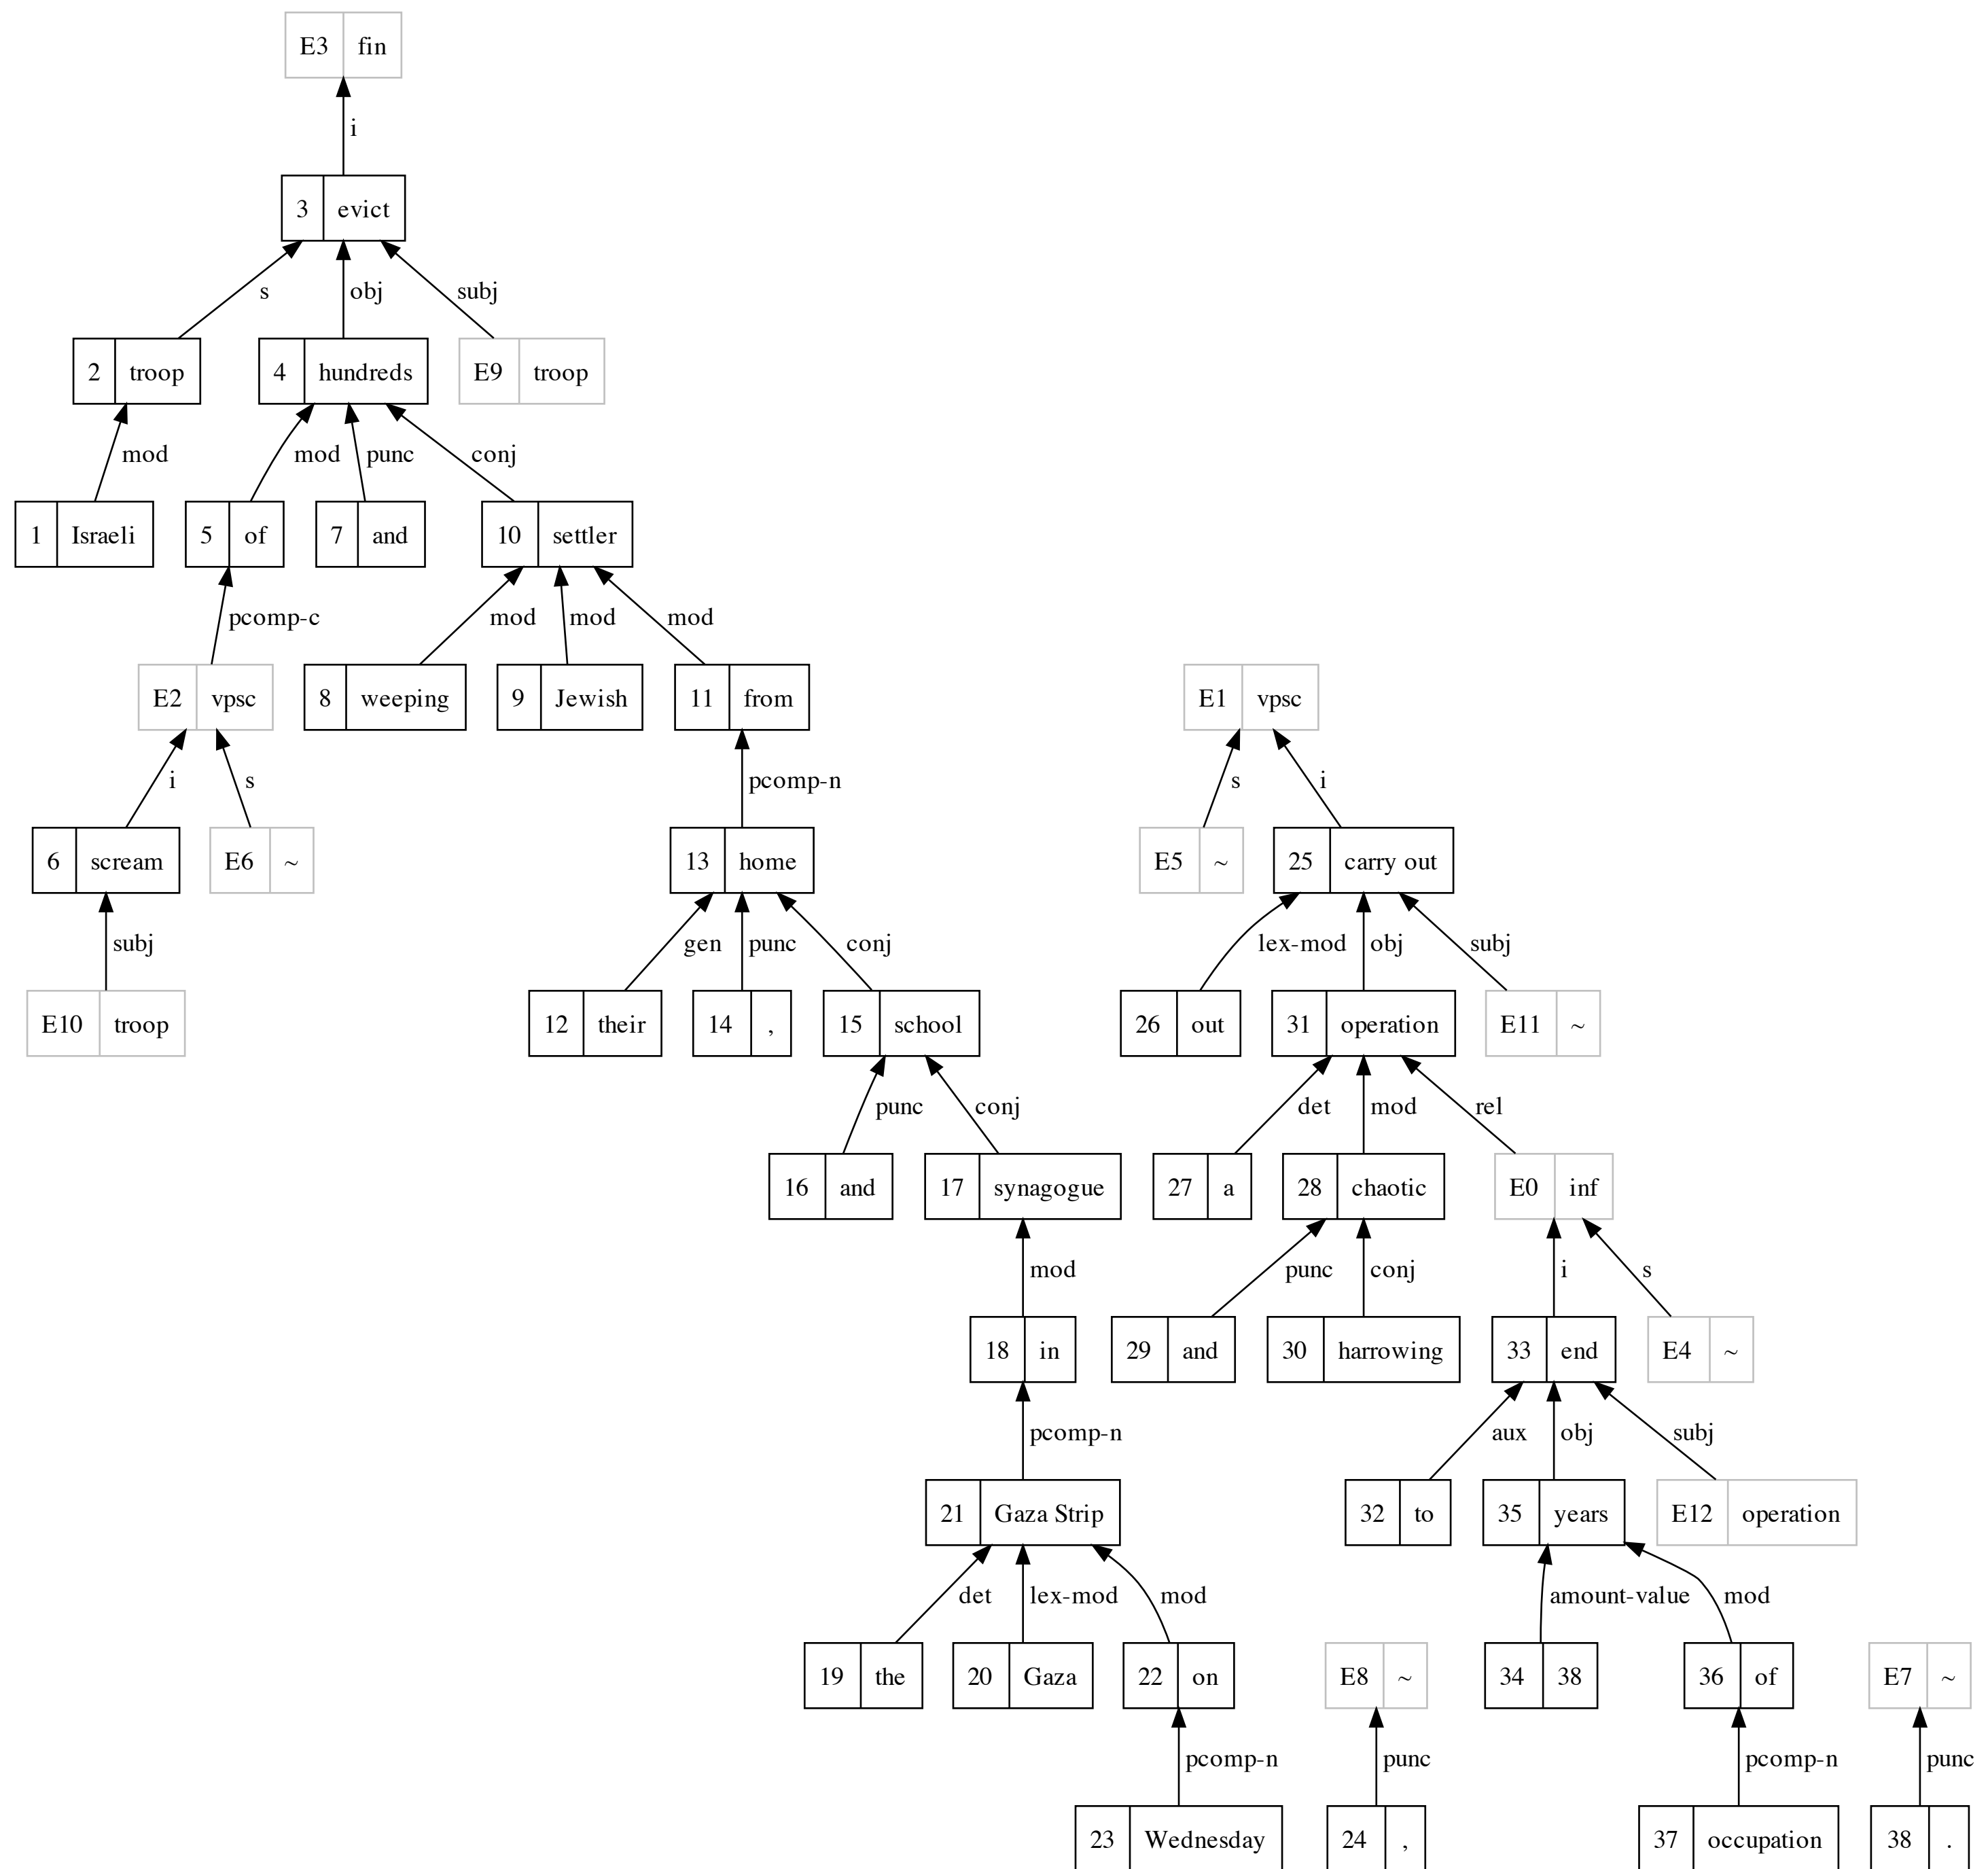 E3 fin
i
3 evict
s obj subj
2 troop 4 hundreds E9 troop
mod mod punc conj
1 Israeli 5 of 7 and 10 settler
pcomp-c mod mod mod
E2 vpsc 8 weeping 9 Jewish 11 from E1 vpsc
i s pcomp-n s i
6 scream E6 ~ 13 home E5 ~ 25 carry out
subj gen punc conj lex-mod obj subj
E10 troop 12 their 14 , 15 school 26 out 31 operation E11 ~
punc conj det mod rel
16 and 17 synagogue 27 a 28 chaotic E0 inf
mod punc conj i s
18 in 29 and 30 harrowing 33 end E4 ~
pcomp-n aux obj subj
21 Gaza Strip 32 to 35 years E12 operation
det lex-mod mod amount-value mod
19 the 20 Gaza 22 on E8 ~ 34 38 36 of E7 ~
pcomp-n punc pcomp-n punc
23 Wednesday 24 , 37 occupation 38 .